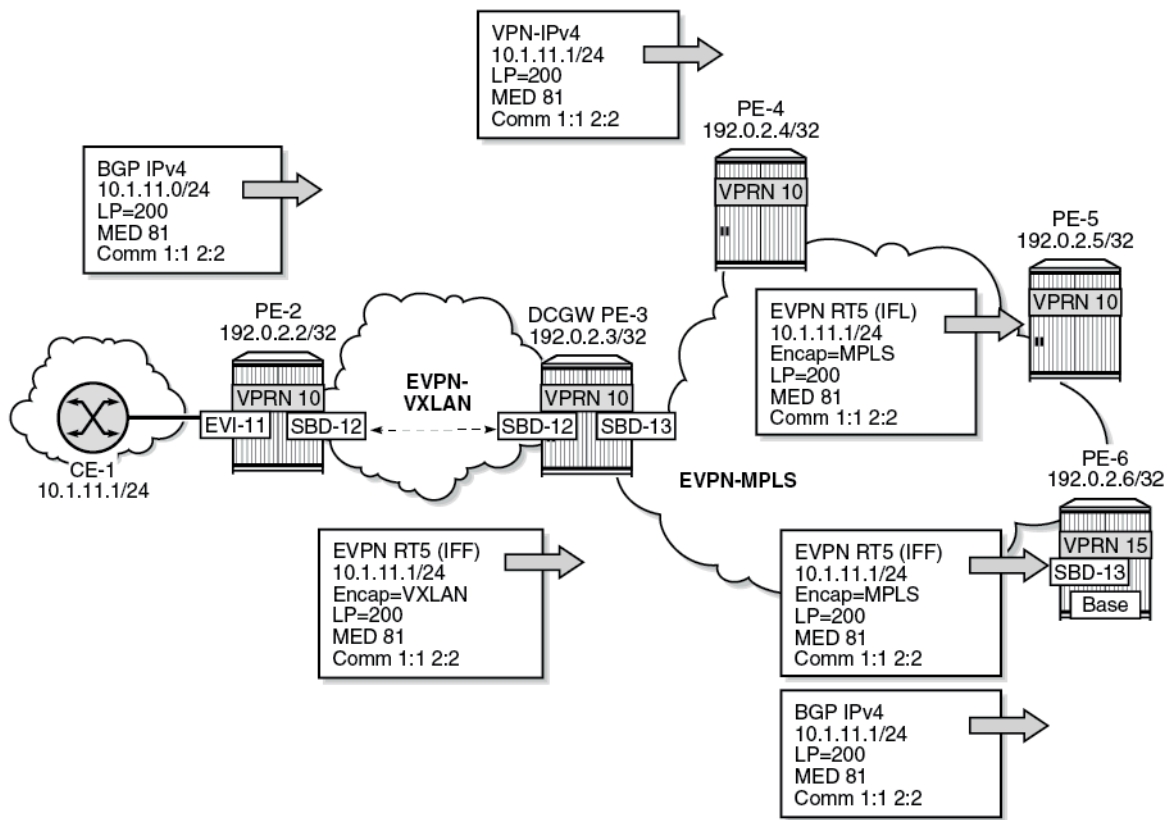 VPN-IPv4
10.1.11.1/24
LP=200
MED 81
Comm 1:1 2:2
PE-4
192.0.2.4/32
VPRN 10
BGP IPv4
10.1.11.0/24
LP=200
MED 81
Comm 1:1 2:2
PE-5
192.0.2.5/32
VPRN 10
EVPN RT5 (IFL)
10.1.11.1/24
Encap=MPLS
LP=200
MED 81
Comm 1:1 2:2
PE-2
192.0.2.2/32
VPRN 10
EVI-11
SBD-12
EVPN-
VXLAN
DCGW PE-3
192.0.2.3/32
VPRN 10
SBD-12
SBD-13
CE-1
10.1.11.1/24
EVPN-MPLS
PE-6
192.0.2.6/32
VPRN 15
SBD-13
Base
EVPN RT5 (IFF)
10.1.11.1/24
Encap=VXLAN
LP=200
MED 81
Comm 1:1 2:2
EVPN RT5 (IFF)
10.1.11.1/24
Encap=MPLS
LP=200
MED 81
Comm 1:1 2:2
BGP IPv4
10.1.11.1/24
LP=200
MED 81
Comm 1:1 2:2